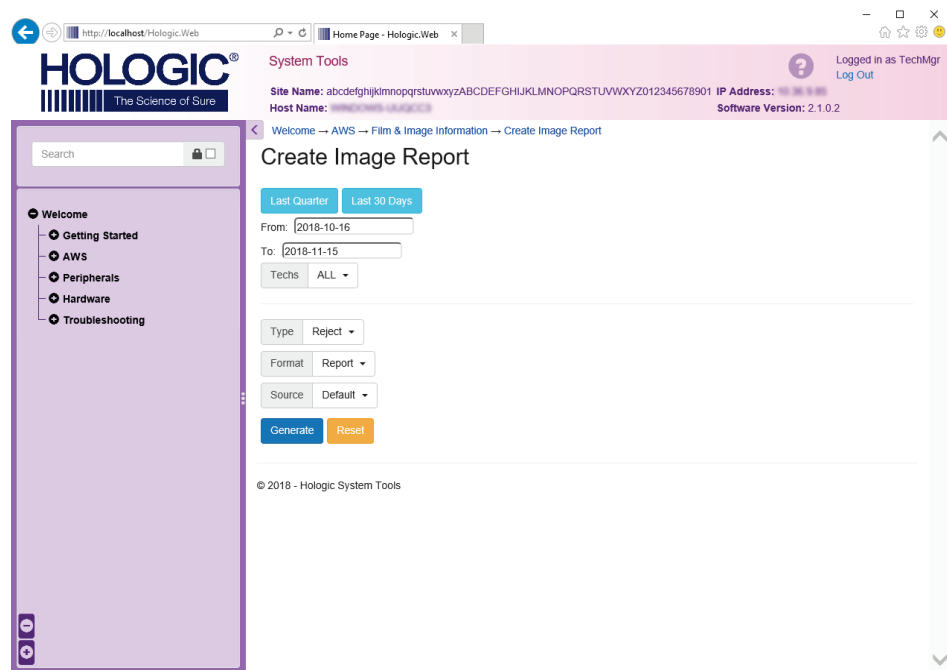 http://localhost/Hologic.Web
Home Page - Hologic.Web
HOLOGIC®
The Science of Sure
System Tools
Logged in as TechMgr
Log Out
Site Name: abcdefghijklmnopqrstuvwxyzABCDEFGHIJKLMNOPQRSTUVWXYZ012345678901 IP Address:
Host Name:
Software Version: 2.1.0.2
Welcome → AWS → Film & Image Information → Create Image Report
Search
Create Image Report
Last Quarter Last 30 Days
From: 2018-10-16
To: 2018-11-15
Techs ALL
Welcome
Getting Started
AWS
Peripherals
Hardware
Troubleshooting
Type Reject
Format Report
Source Default
Generate Reset
© 2018 - Hologic System Tools